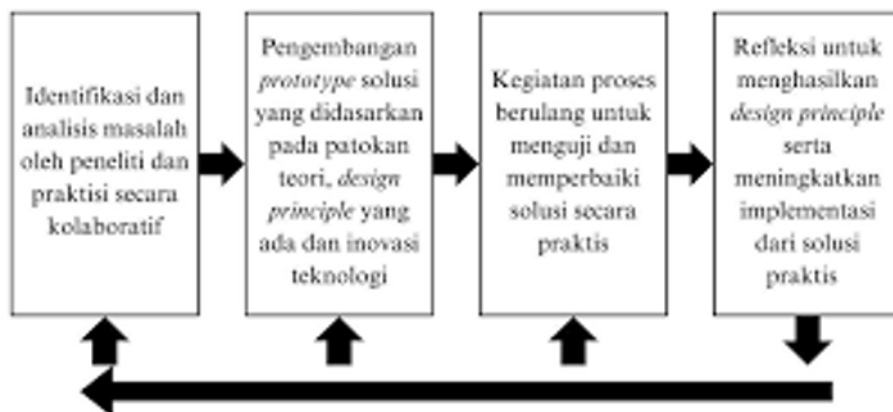 Identifikasi dan
analisis masalah
oleh peneliti dan
praktisi secara
kolaboratif
Pengembangan
prototype solusi
yang didasarkan
pada patokan
teori, design
principle yang
ada dan inovasi
teknologi
Kegiatan proses
berulang untuk
menguji dan
memperbaiki
solusi secara
praktis
Refleksi untuk
menghasilkan
design principle
serta
meningkatkan
implementasi
dari solusi
praktis